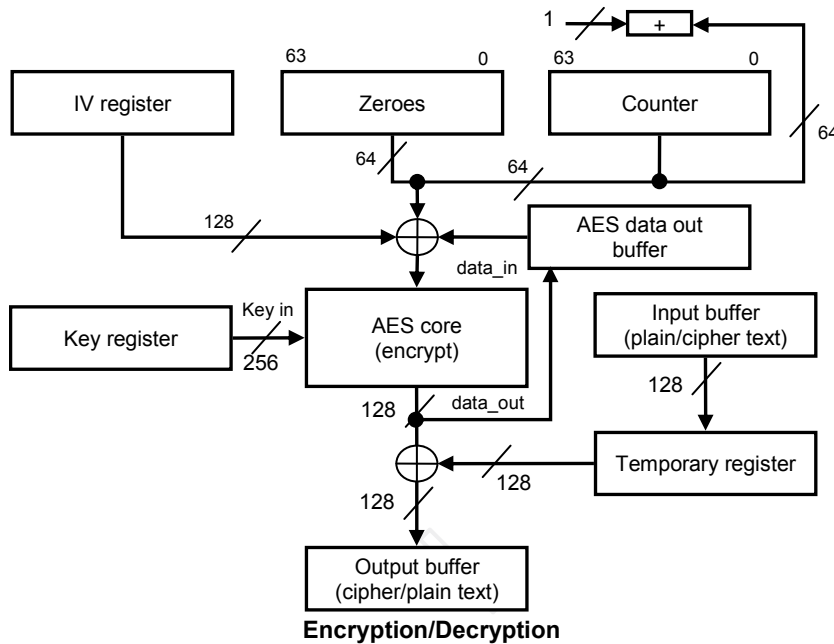 1
+
63
0
63
0
IV register
Zeroes
Counter
64
64
64
128
AES data out
buffer
data_in
Key in
Key register
256
AES core
(encrypt)
Input buffer
(plain/cipher text)
128
128
data_out
Temporary register
128
128
Output buffer
(cipher/plain text)
Encryption/Decryption